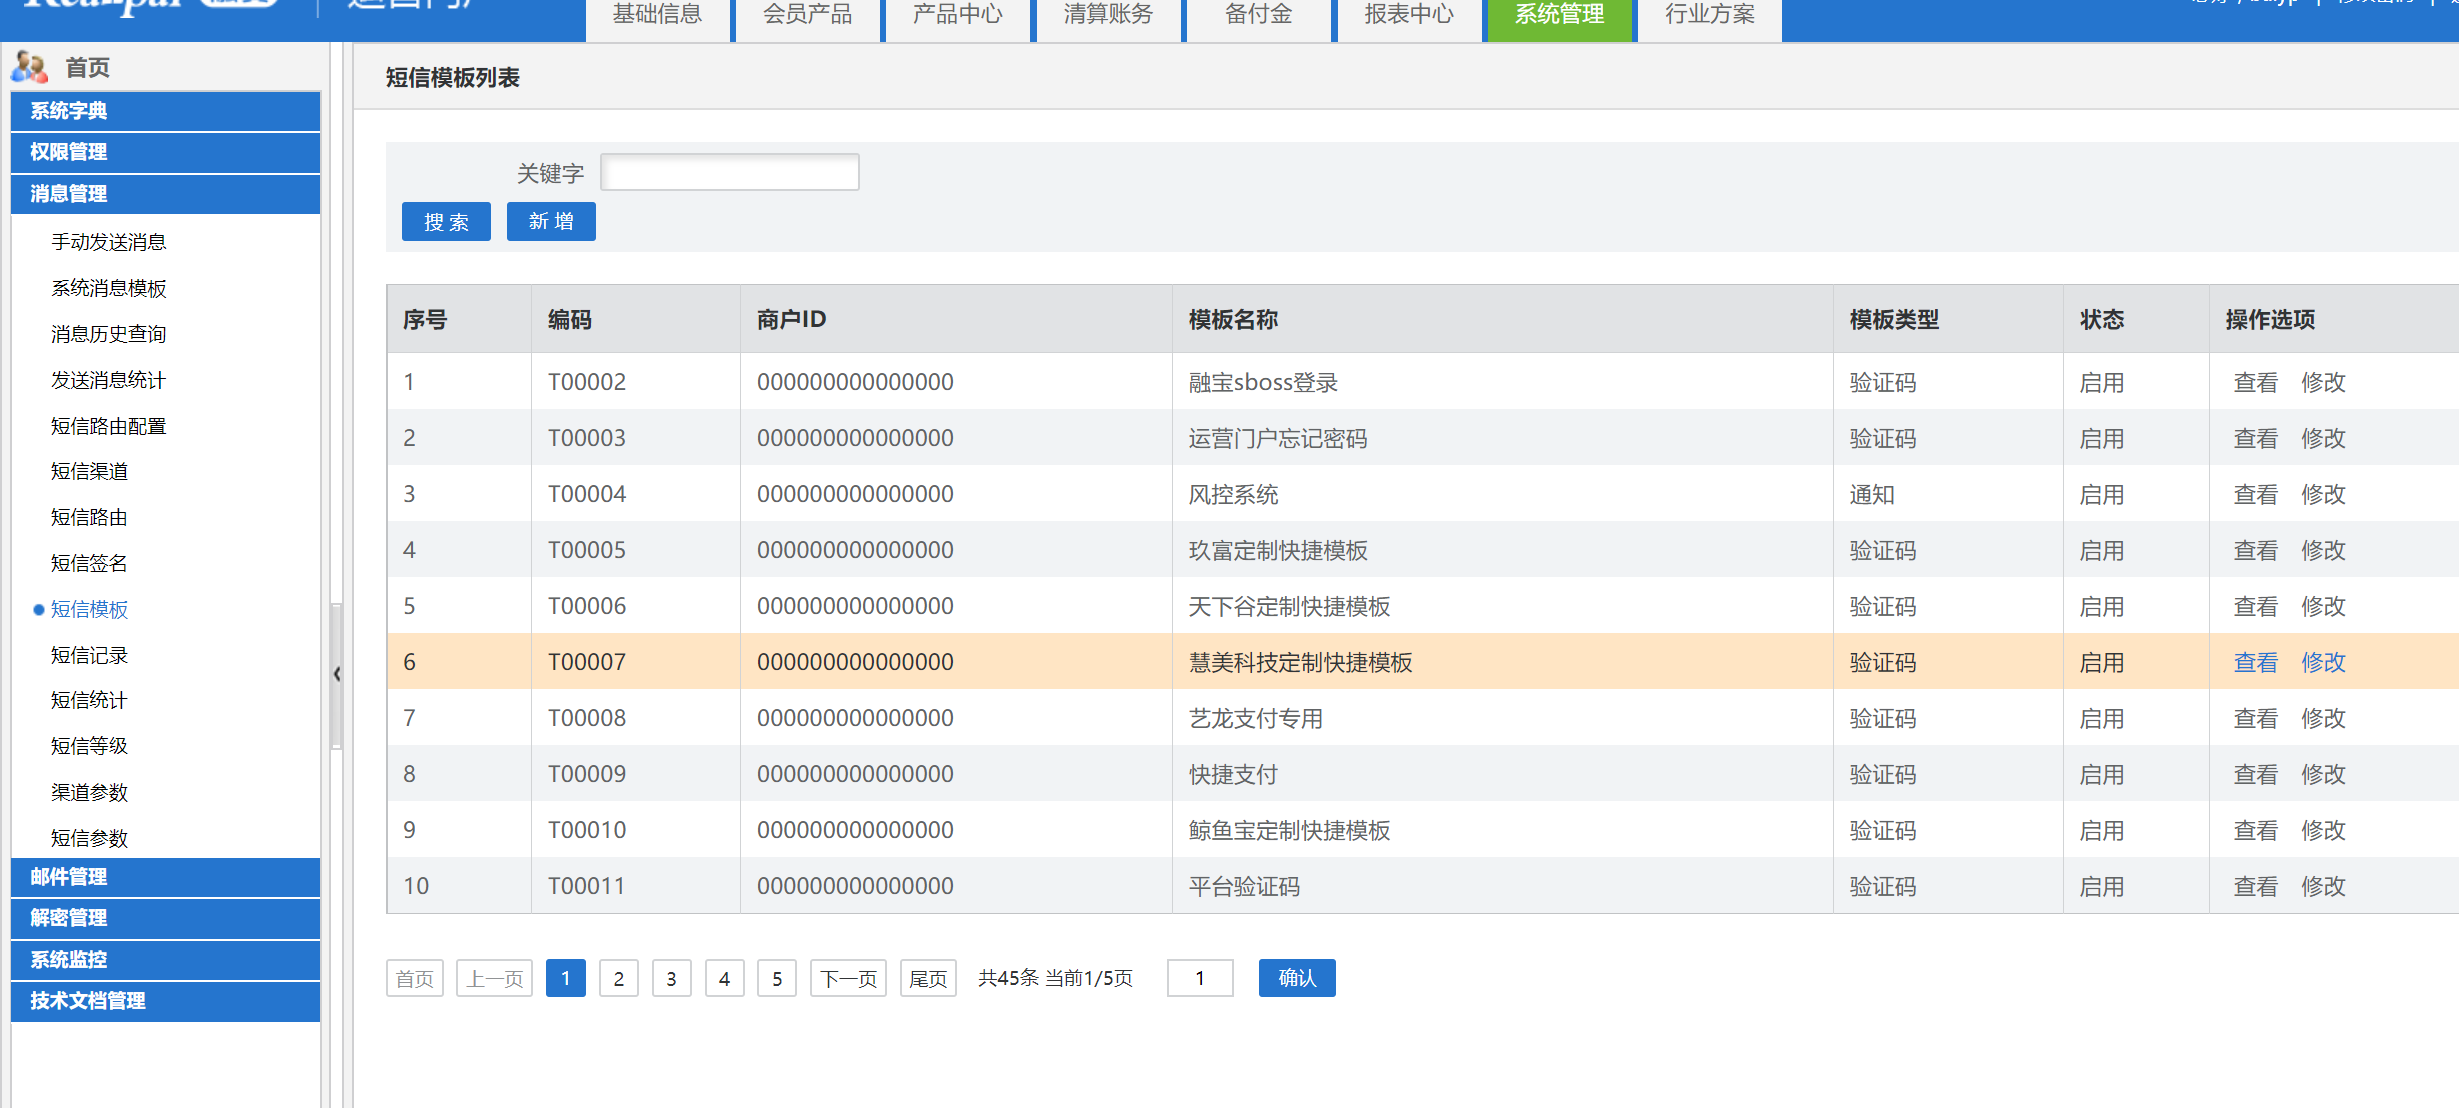 基础信息 会员产品 产品中心 清算账务 备付金 报表中心 系统管理 行业方案
首页
系统字典
权限管理
消息管理
手动发送消息
系统消息模板
消息历史查询
发送消息统计
短信路由配置
短信渠道
短信路由
短信签名
短信模板
短信记录
短信统计
短信等级
渠道参数
短信参数
邮件管理
解密管理
系统监控
技术文档管理
短信模板列表
关键字
搜 索 新 增
序号 编码 商户ID 模板名称 模板类型 状态 操作选项
1 T00002 000000000000000 融宝sboss登录 验证码 启用 查看 修改
2 T00003 000000000000000 运营门户忘记密码 验证码 启用 查看 修改
3 T00004 000000000000000 风控系统 通知 启用 查看 修改
4 T00005 000000000000000 玖富定制快捷模板 验证码 启用 查看 修改
5 T00006 000000000000000 天下谷定制快捷模板 验证码 启用 查看 修改
6 T00007 000000000000000 慧美科技定制快捷模板 验证码 启用 查看 修改
7 T00008 000000000000000 艺龙支付专用 验证码 启用 查看 修改
8 T00009 000000000000000 快捷支付 验证码 启用 查看 修改
9 T00010 000000000000000 鲸鱼宝定制快捷模板 验证码 启用 查看 修改
10 T00011 000000000000000 平台验证码 验证码 启用 查看 修改
首页 上一页 1 2 3 4 5 下一页 尾页 共45条 当前1/5页 1 确认